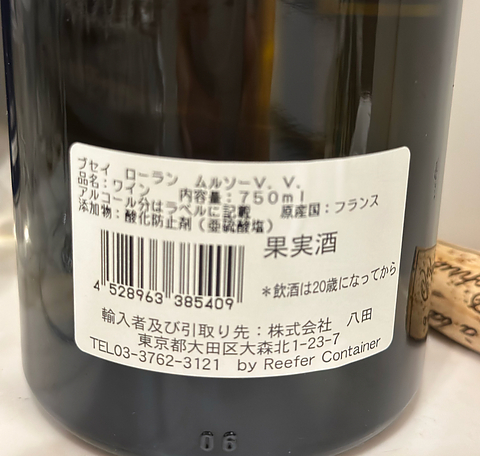 ブセイ　ローラン　ムルソーV. V.
品名：ワイン　内容量：750ml
アルコール分はラベルに記載　原産国：フランス
添加物：酸化防止剤（亜硫酸塩）
果実酒
4 528963 385409
＊飲酒は20歳になってから
輸入者及び引取り先：株式会社　八田
東京都大田区大森北1-23-7
TEL03-3762-3121　by Reefer Container
06